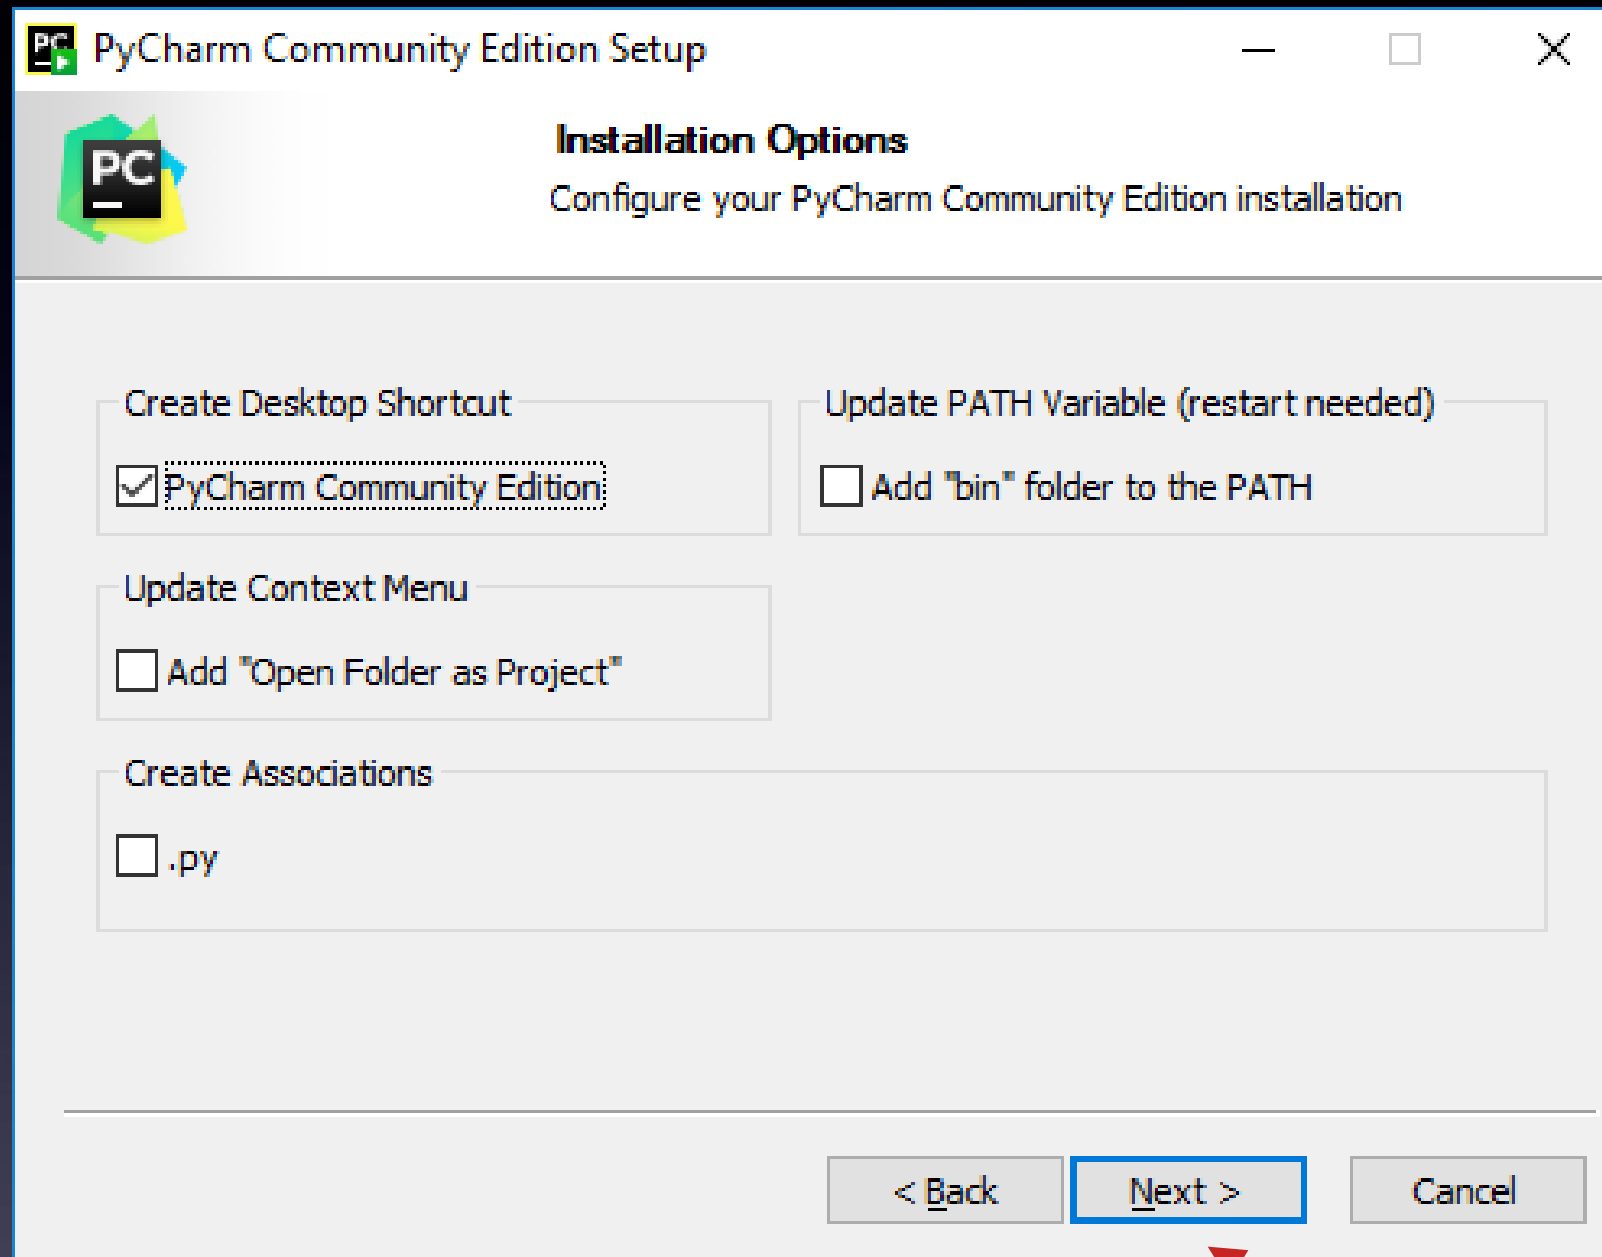 PC
PyCharm Community Edition Setup
PC
Installation Options
Configure your PyCharm Community Edition installation
Create Desktop Shortcut
PyCharm Community Edition
Update PATH Variable (restart needed)
Add "bin" folder to the PATH
Update Context Menu
Add "Open Folder as Project"
Create Associations
.py
< Back
Next >
Cancel